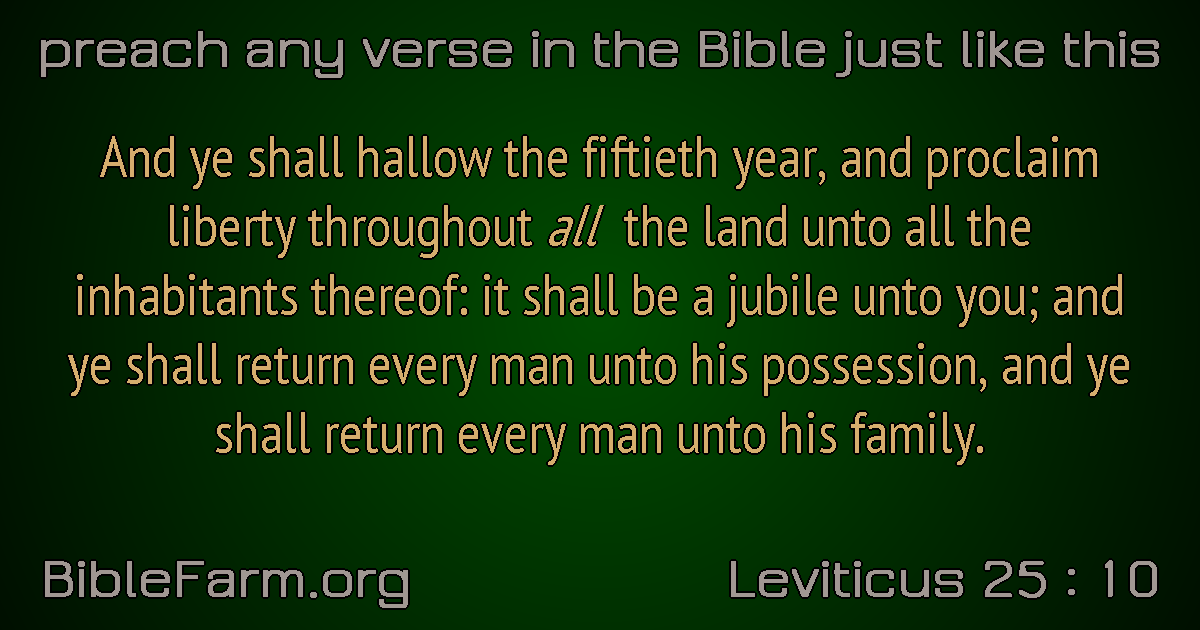 preach any verse in the Bible just like this
And ye shall hallow the fiftieth year, and proclaim
liberty throughout all the land unto all the
inhabitants thereof: it shall be a jubile unto you; and
ye shall return every man unto his possession, and ye
shall return every man unto his family.
BibleFarm.org
Leviticus 25 : 10